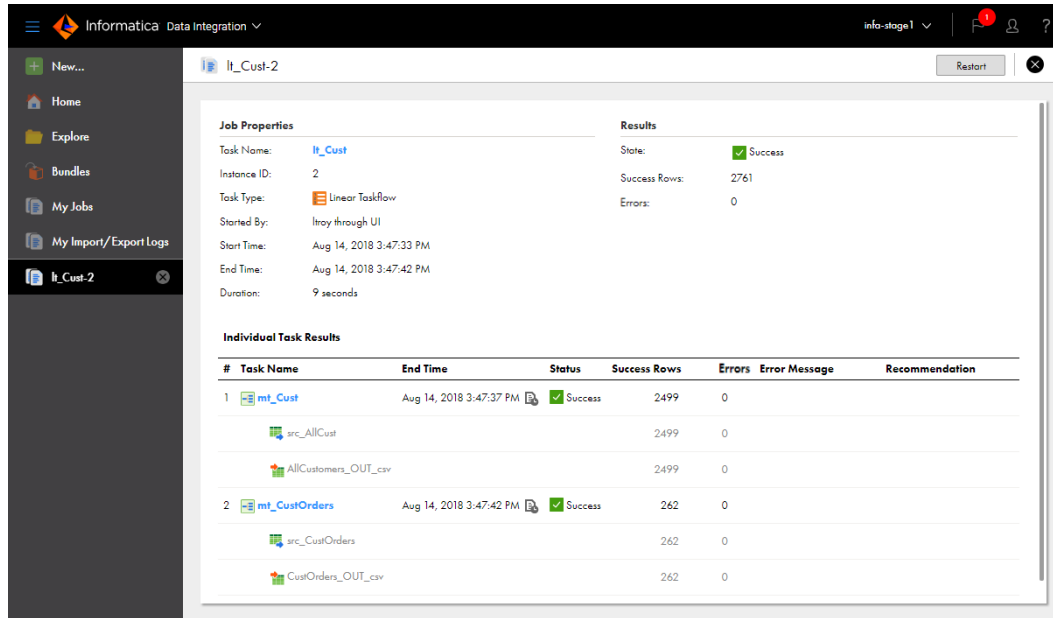 Informatica Data Integration
infa-stage1
1
?
New...
Home
Explore
Bundles
My Jobs
My Import/Export Logs
lt_Cust-2
lt_Cust-2
Restart
Job Properties
Task Name: lt_Cust
Instance ID: 2
Task Type: Linear Taskflow
Started By: ltroy through UI
Start Time: Aug 14, 2018 3:47:33 PM
End Time: Aug 14, 2018 3:47:42 PM
Duration: 9 seconds
Results
State: Success
Success Rows: 2761
Errors: 0
Individual Task Results
# Task Name End Time Status Success Rows Errors Error Message Recommendation
1 mt_Cust Aug 14, 2018 3:47:37 PM Success 2499 0
src_AllCust 2499 0
AllCustomers_OUT_csv 2499 0
2 mt_CustOrders Aug 14, 2018 3:47:42 PM Success 262 0
src_CustOrders 262 0
CustOrders_OUT_csv 262 0